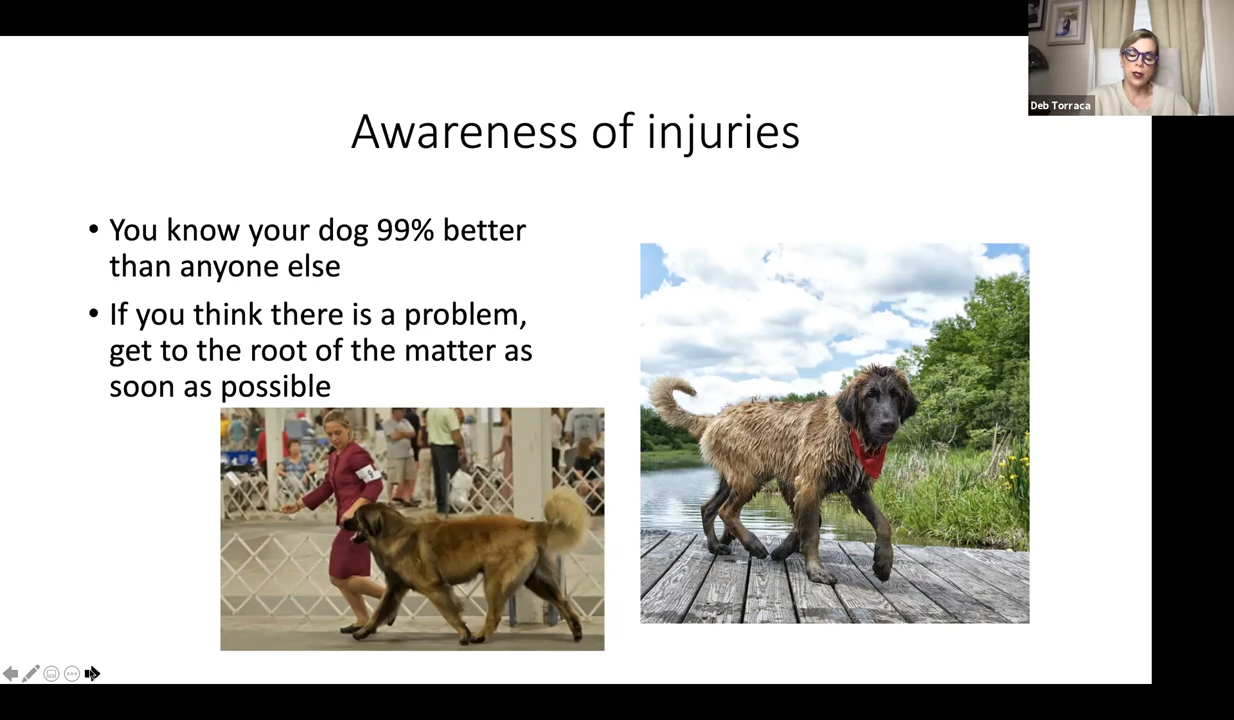 Deb Torraca
Awareness of injuries
• You know your dog 99% better
than anyone else
• If you think there is a problem,
get to the root of the matter as
soon as possible